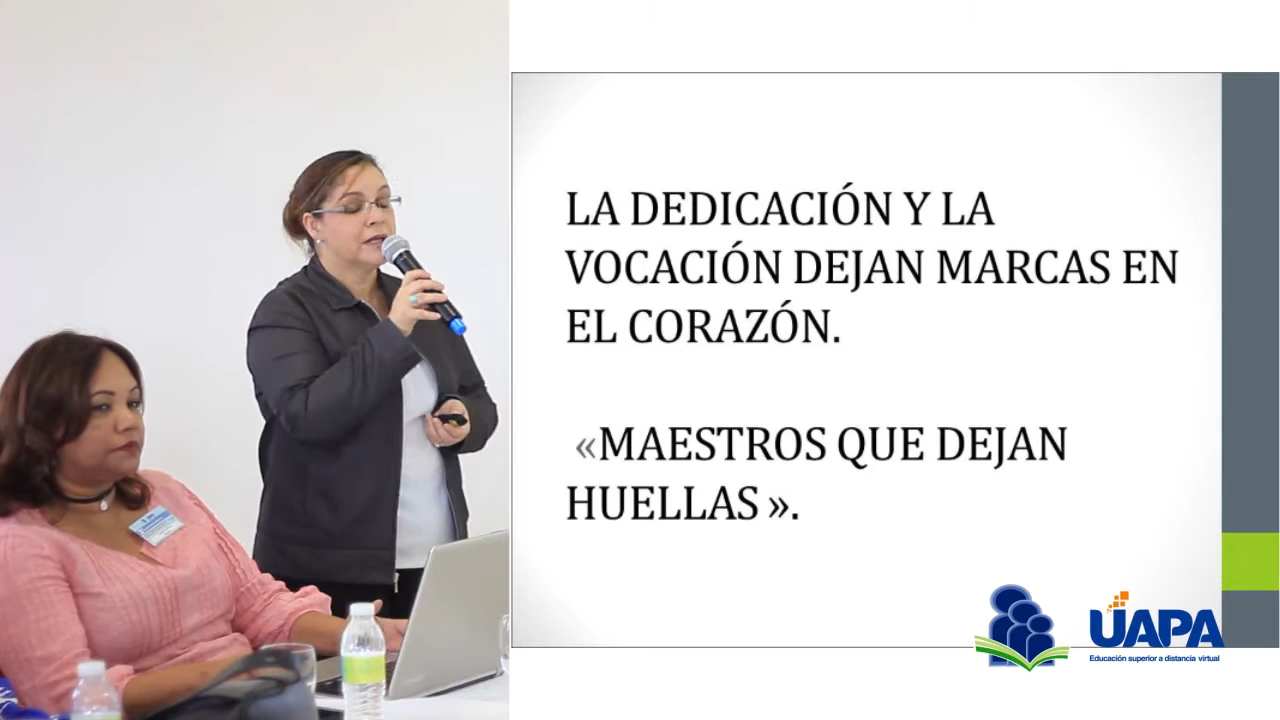 LA DEDICACIÓN Y LA
VOCACIÓN DEJAN MARCAS EN
EL CORAZÓN.
«MAESTROS QUE DEJAN
HUELLAS ».
UAPA
Educación superior a distancia virtual